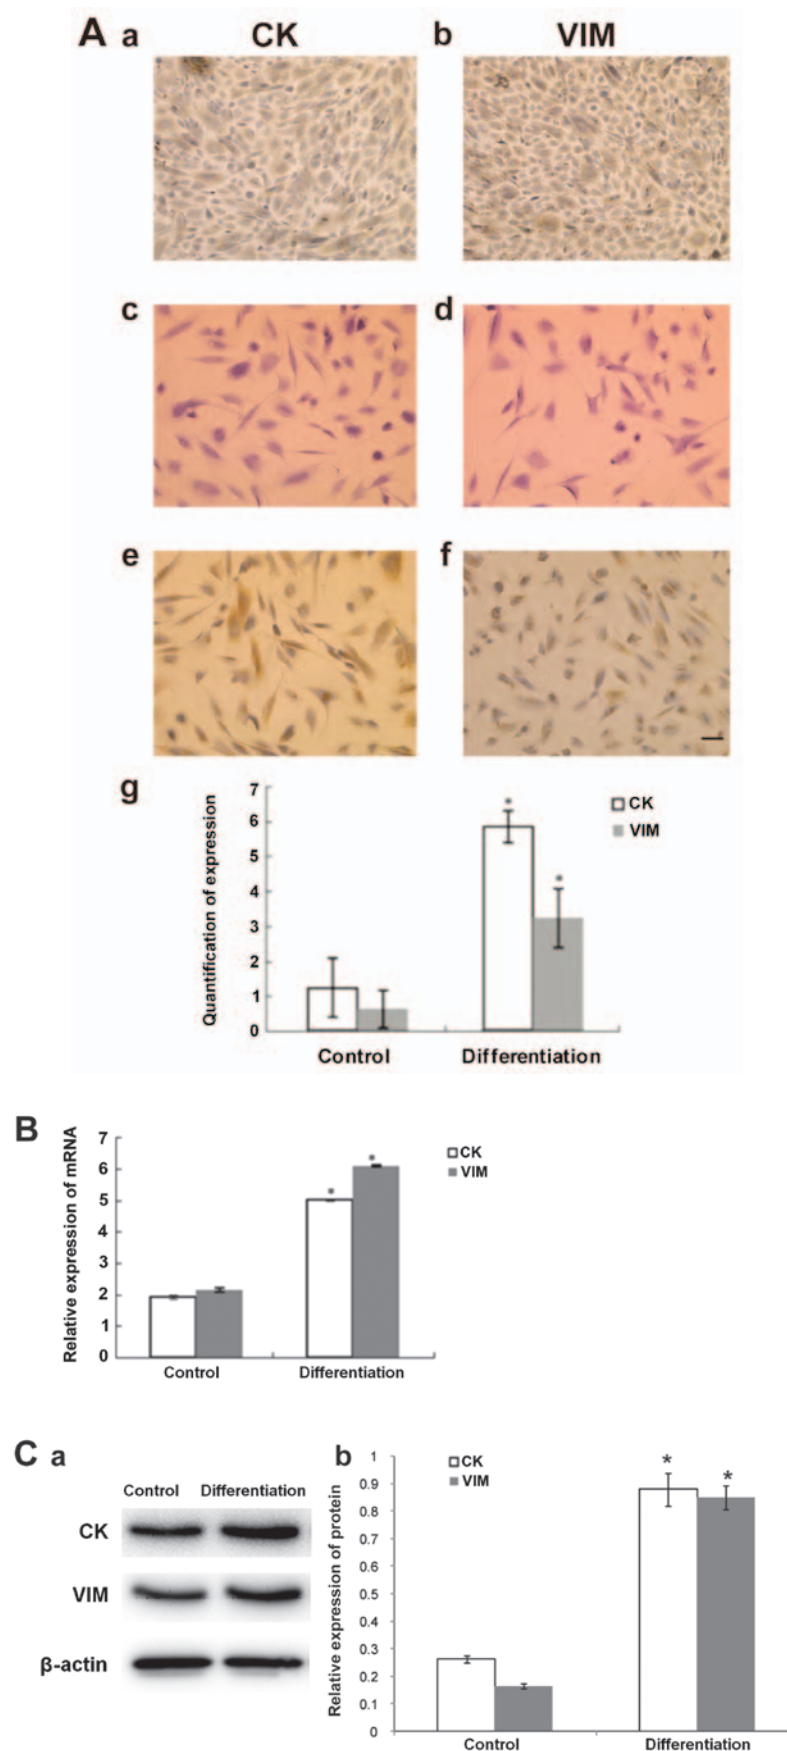 A a CK b VIM
c d
e f
g
Quantification of expression
7
6
5
4
3
2
1
0
* *
CK
VIM
Control Differentiation
B
Relative expression of mRNA
7
6
5
4
3
2
1
0
* *
CK
VIM
Control Differentiation
C a
Control Differentiation
CK
VIM
β-actin
b
Relative expression of protein
1
0.9
0.8
0.7
0.6
0.5
0.4
0.3
0.2
0.1
0
* *
CK
VIM
Control Differentiation